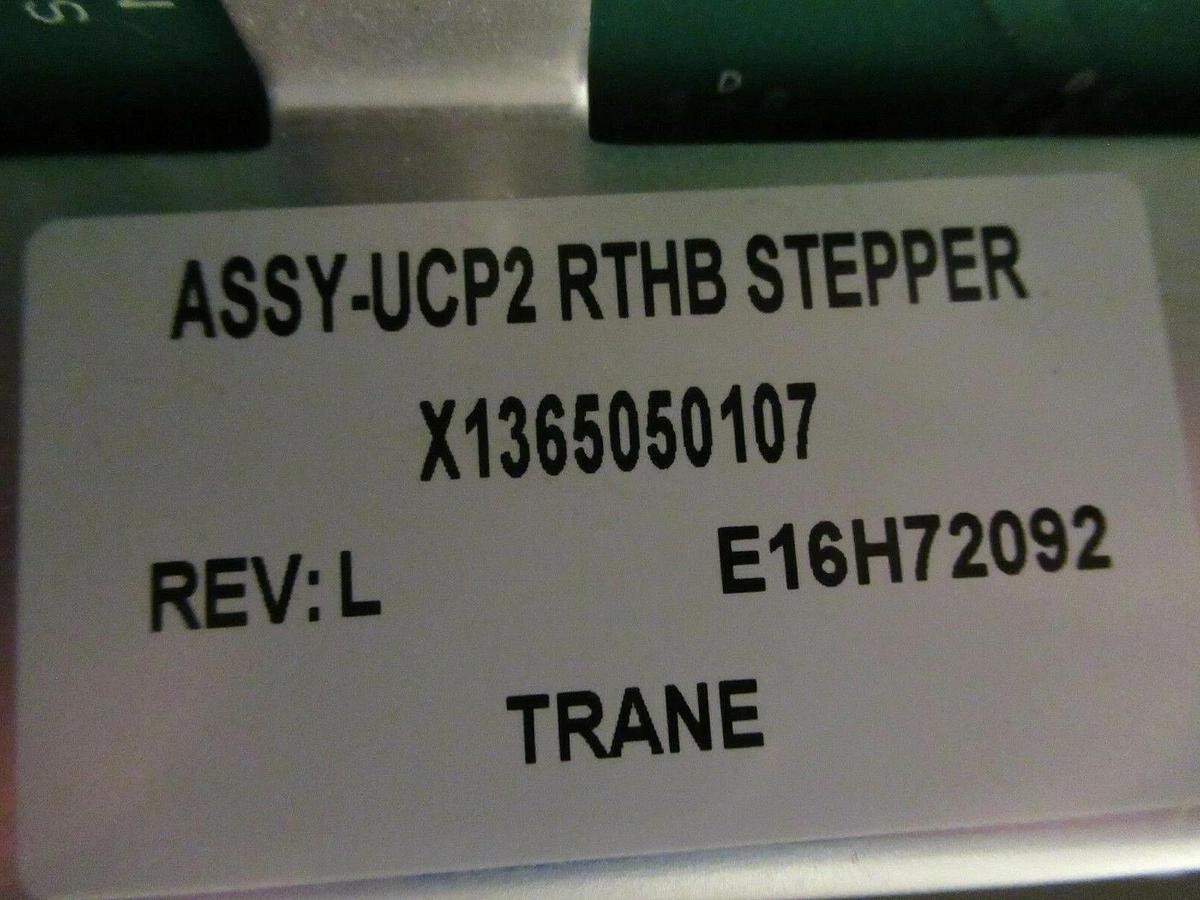 ASSY-UCP2 RTHB STEPPER
X1365050107
REV: L E16H72092
TRANE